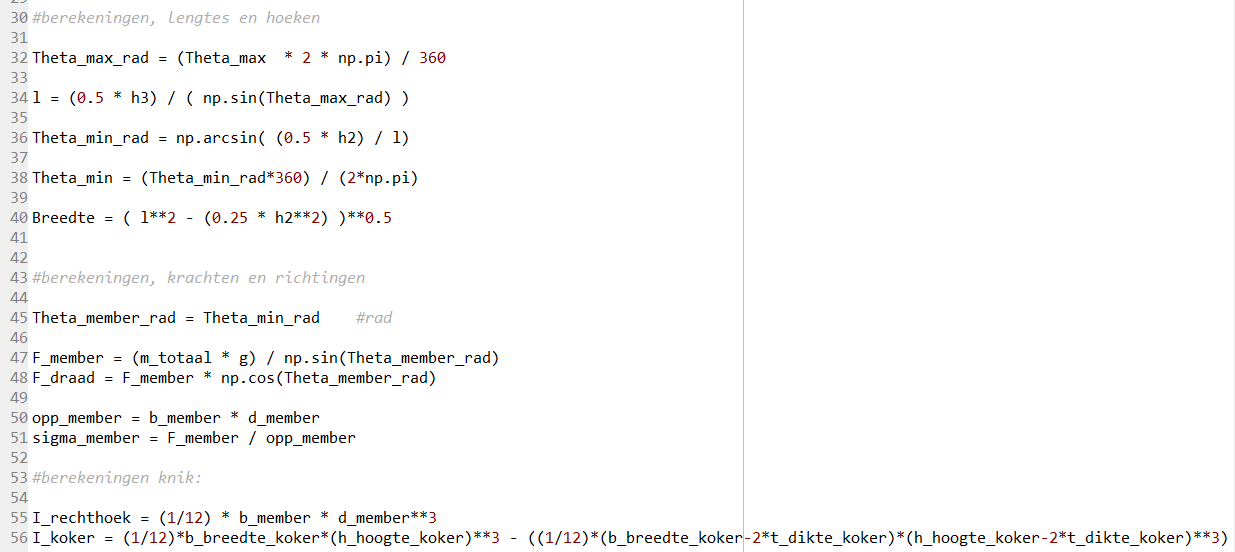 30 #berekeningen, lengtes en hoeken
31
32 Theta_max_rad = (Theta_max  * 2 * np.pi) / 360
33
34 l = (0.5 * h3) / ( np.sin(Theta_max_rad) )
35
36 Theta_min_rad = np.arcsin( (0.5 * h2) / l)
37
38 Theta_min = (Theta_min_rad*360) / (2*np.pi)
39
40 Breedte = ( l**2 - (0.25 * h2**2) )**0.5
41
42
43 #berekeningen, krachten en richtingen
44
45 Theta_member_rad = Theta_min_rad    #rad
46
47 F_member = (m_totaal * g) / np.sin(Theta_member_rad)
48 F_draad = F_member * np.cos(Theta_member_rad)
49
50 opp_member = b_member * d_member
51 sigma_member = F_member / opp_member
52
53 #berekeningen knik:
54
55 I_rechthoek = (1/12) * b_member * d_member**3
56 I_koker = (1/12)*b_breedte_koker*(h_hoogte_koker)**3 - ((1/12)*(b_breedte_koker-2*t_dikte_koker)*(h_hoogte_koker-2*t_dikte_koker)**3)